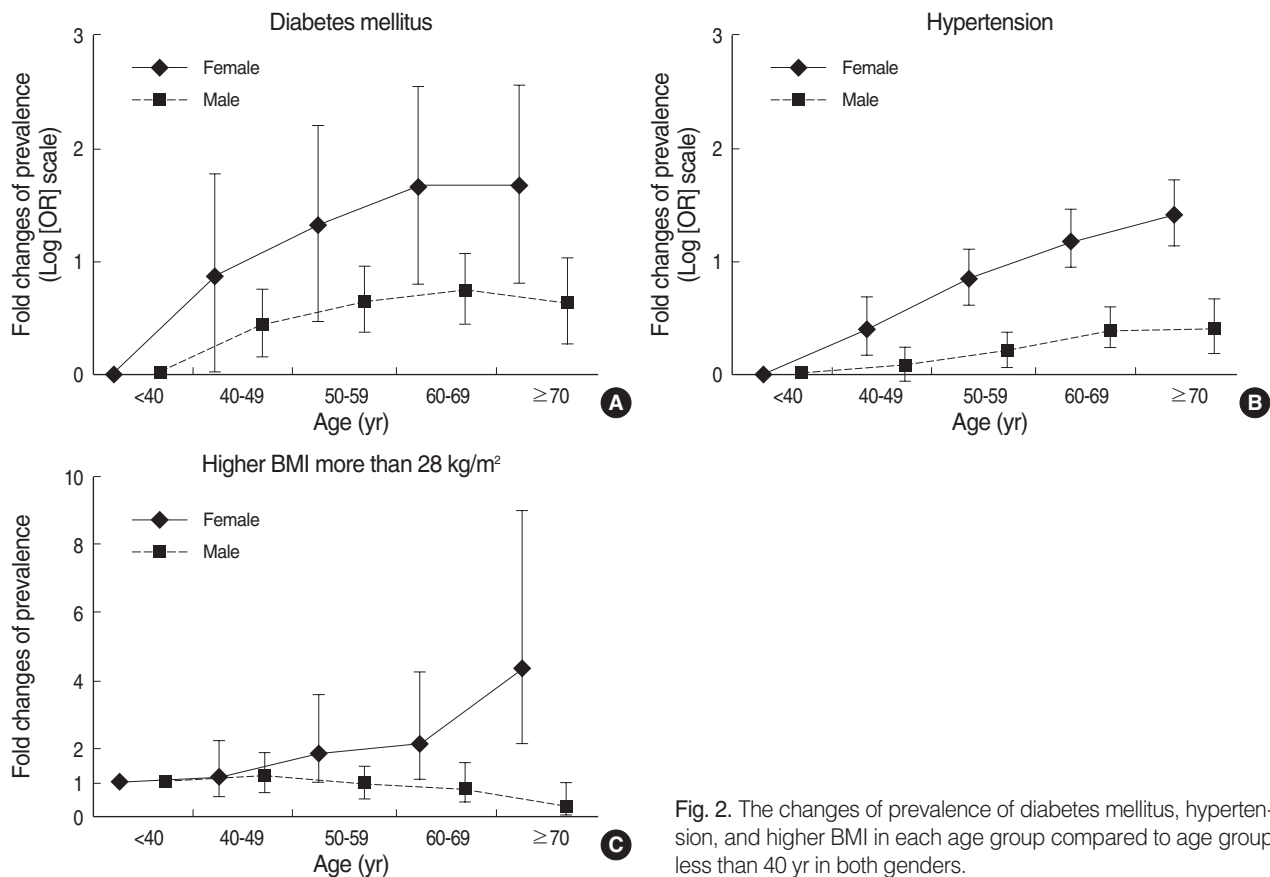 Diabetes mellitus
3
2
1
0
Fold changes of prevalence
(Log [OR] scale)
Female
Male
<40 40-49 50-59 60-69 ≥70
Age (yr)
A
Hypertension
3
2
1
0
Fold changes of prevalence
(Log [OR] scale)
Female
Male
<40 40-49 50-59 60-69 ≥70
Age (yr)
B
Higher BMI more than 28 kg/m²
10
8
6
4
2
1
0
Fold changes of prevalence
Female
Male
<40 40-49 50-59 60-69 ≥70
Age (yr)
C
Fig. 2. The changes of prevalence of diabetes mellitus, hyperten-
sion, and higher BMI in each age group compared to age group
less than 40 yr in both genders.